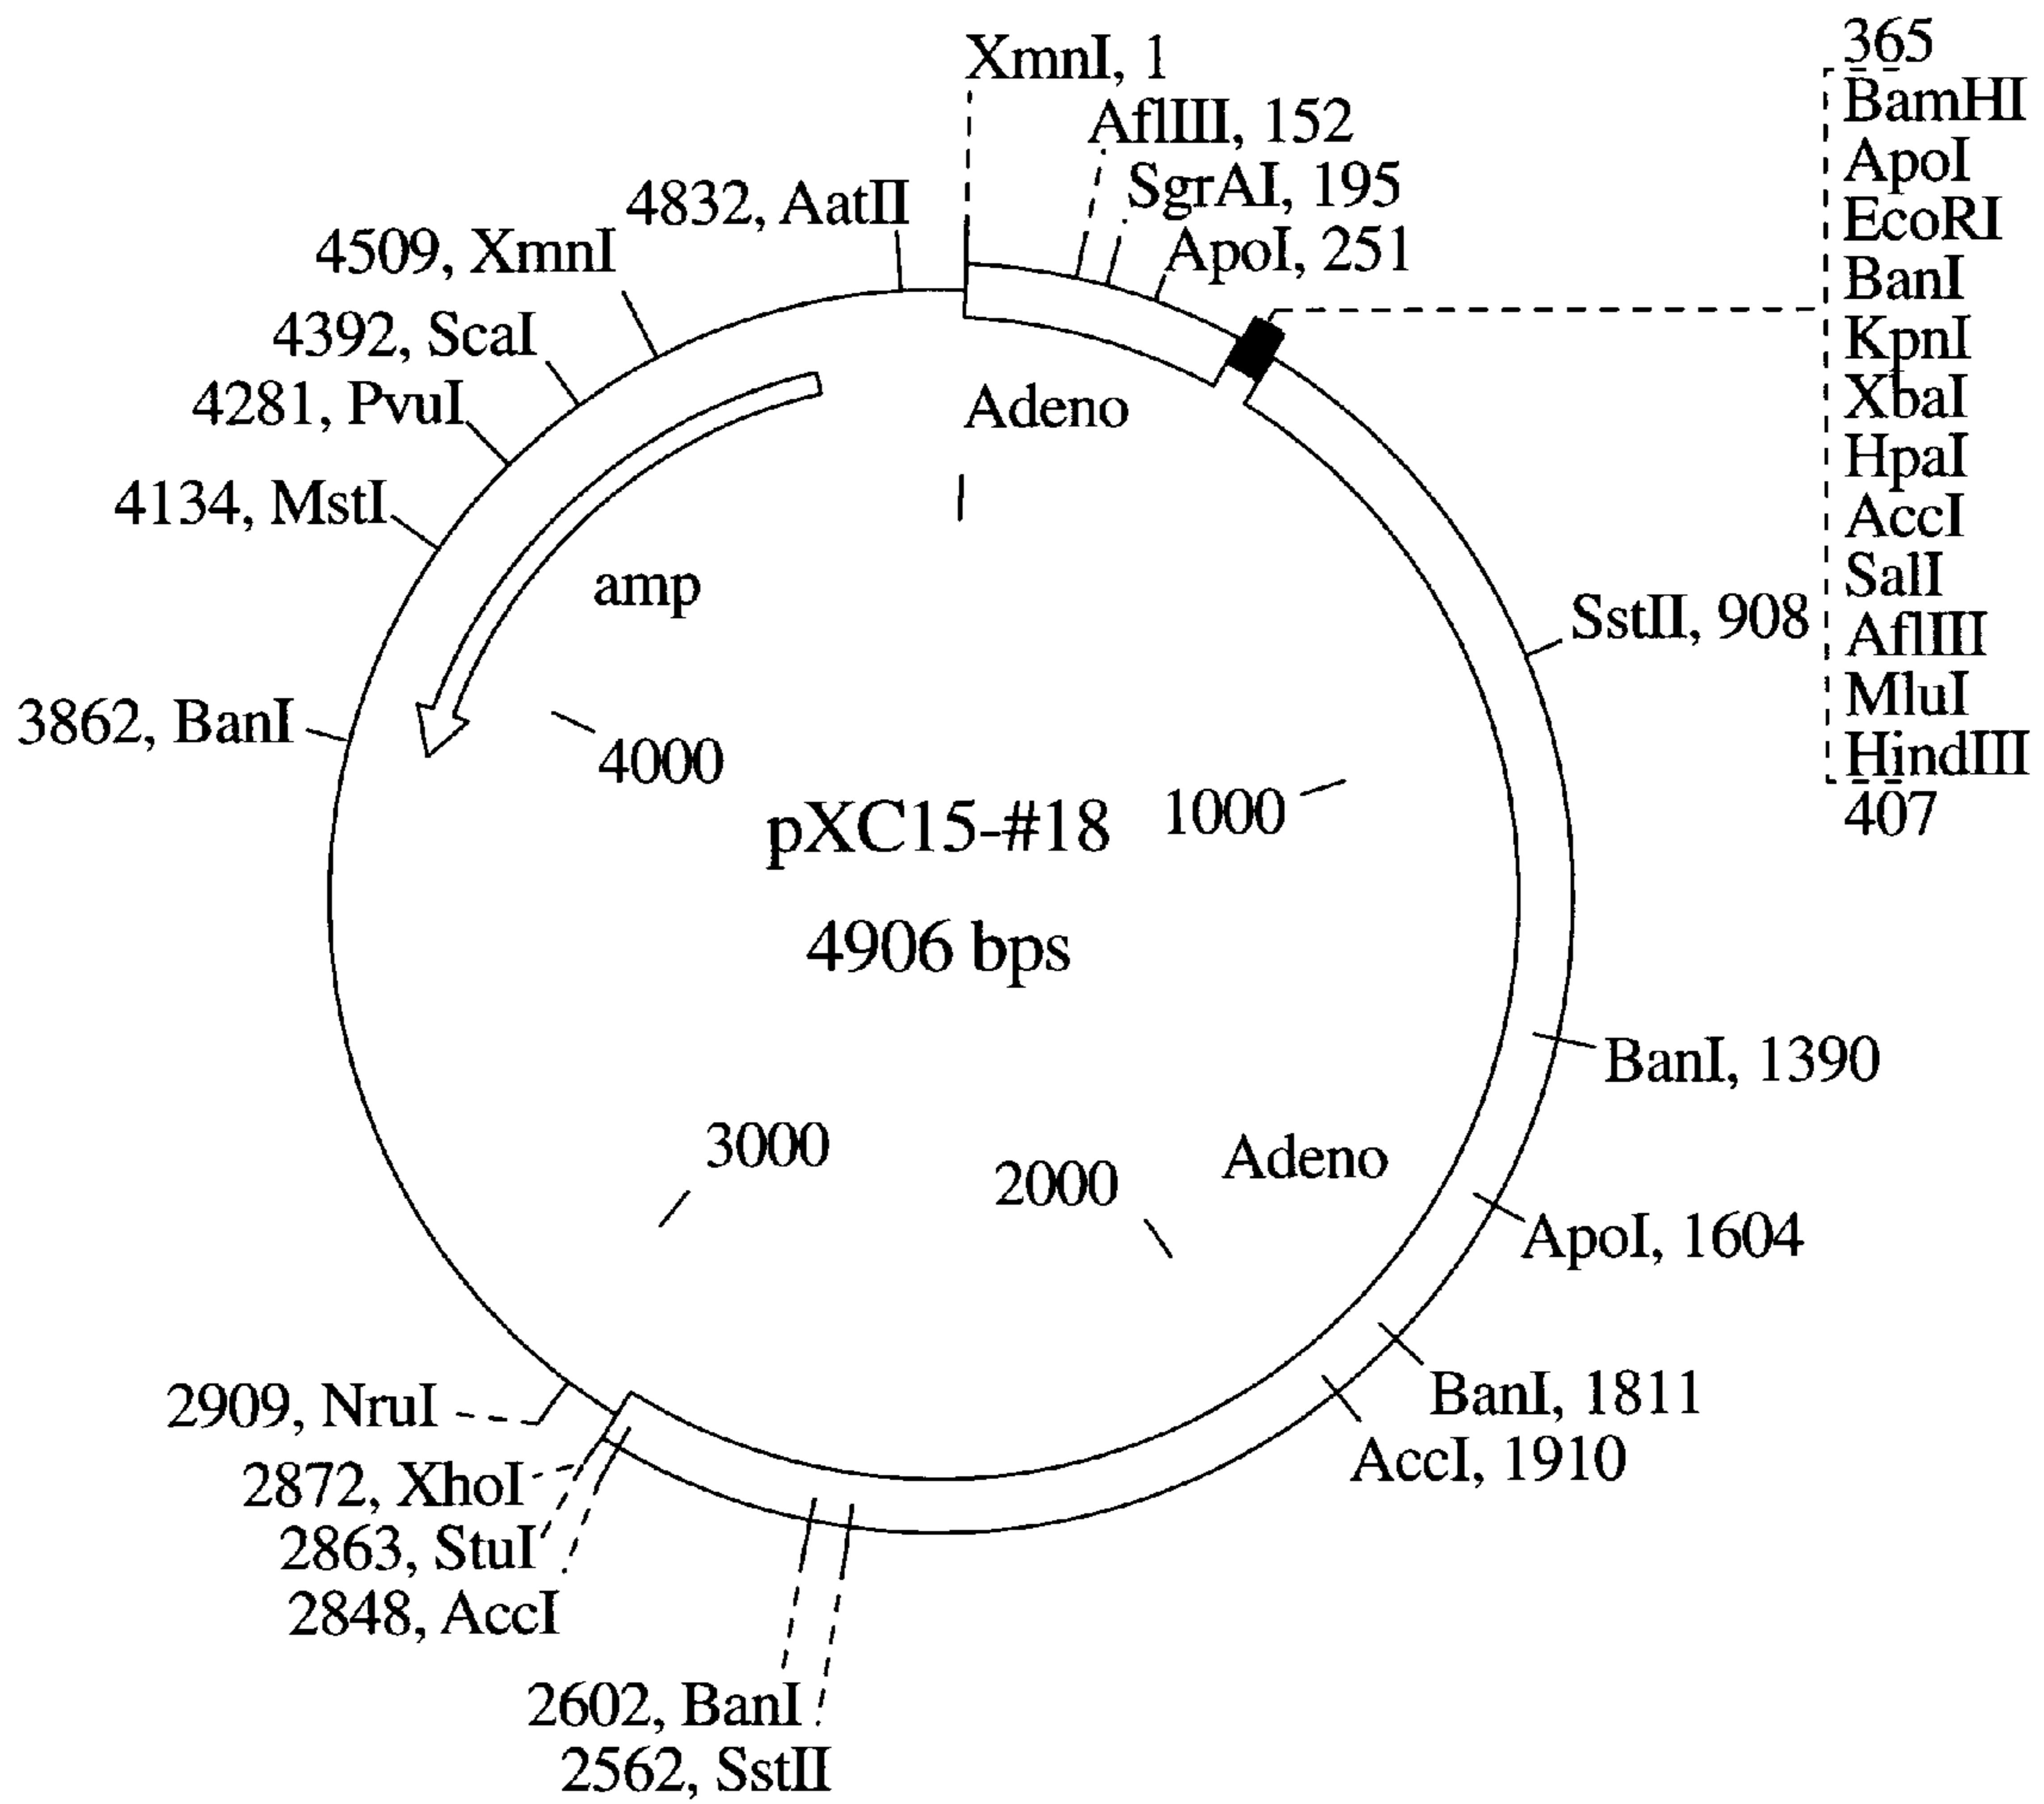 XmnI, 1
AflIII, 152
SgrAI, 195
ApoI, 251
365
BamHI
ApoI
EcoRI
BanI
KpnI
XbaI
HpaI
AccI
SalI
AflIII
MluI
HindIII
407
SstII, 908
BanI, 1390
ApoI, 1604
BanI, 1811
AccI, 1910
2562, SstII
2602, BanI
2848, AccI
2863, StuI
2872, XhoI
2909, NruI
3862, BanI
4134, MstI
4281, PvuI
4392, ScaI
4509, XmnI
4832, AatII
Adeno
amp
4000
pXC15-#18
4906 bps
1000
3000
2000
Adeno